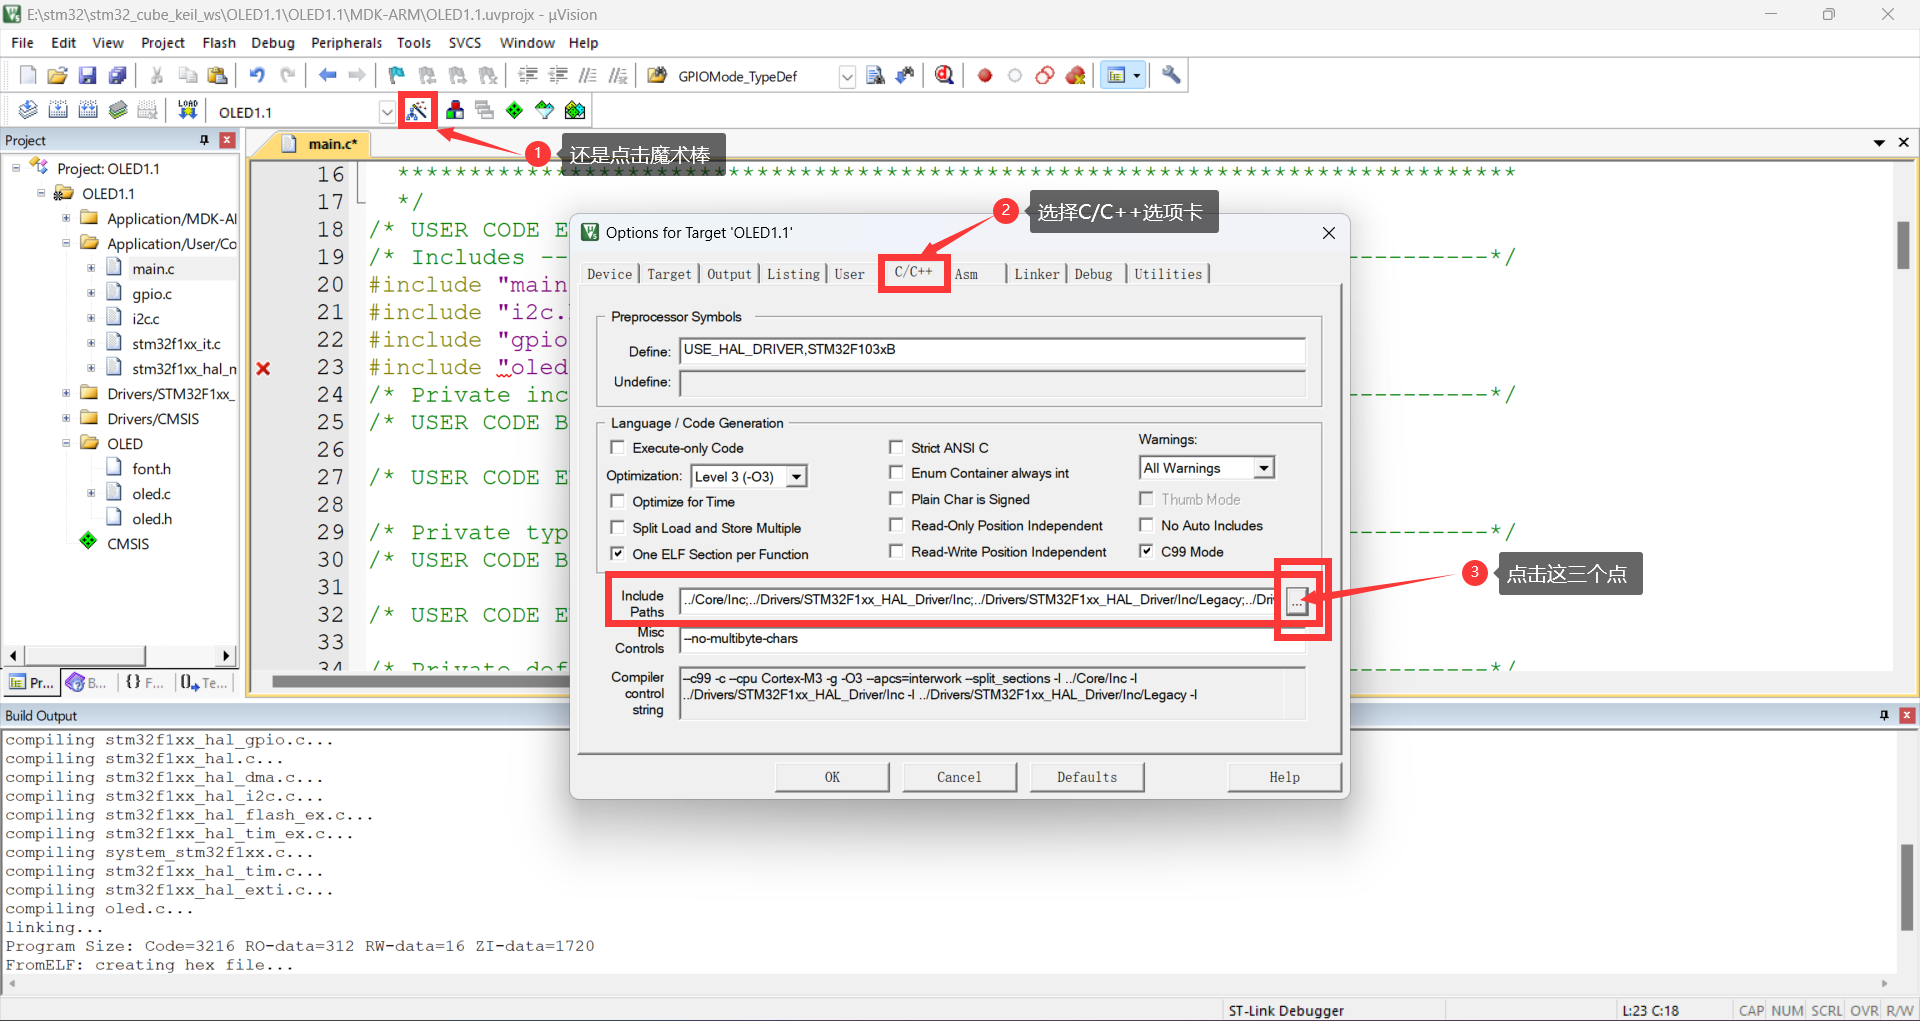 E:\stm32\stm32_cube_keil_ws\OLED1.1\OLED1.1\MDK-ARM\OLED1.1.uvprojx - µVision
File Edit View Project Flash Debug Peripherals Tools SVCS Window Help
GPIOMode_TypeDef
LOAD
OLED1.1
Project
main.c*
1
还是点击魔术棒
Project: OLED1.1
OLED1.1
Application/MDK-AI
Application/User/Co
main.c
gpio.c
i2c.c
stm32f1xx_it.c
stm32f1xx_hal_n
Drivers/STM32F1xx_
Drivers/CMSIS
OLED
font.h
oled.c
oled.h
CMSIS
Pr... B... {} F... Te...
16 ******************************************************************************
17 */
18 /* USER CODE E
19 /* Includes -- -----------*/
20 #include "main
21 #include "i2c.
22 #include "gpio
23 #include "oled
24 /* Private inc -----------*/
25 /* USER CODE B
26
27 /* USER CODE E
28
29 /* Private typ -----------*/
30 /* USER CODE B
31
32 /* USER CODE E
33
34 /* Private def -----------*/
2
选择C/C++选项卡
Options for Target 'OLED1.1'
Device Target Output Listing User C/C++ Asm Linker Debug Utilities
Preprocessor Symbols
Define: USE_HAL_DRIVER,STM32F103xB
Undefine:
Language / Code Generation
Execute-only Code
Optimization: Level 3 (-O3)
Optimize for Time
Split Load and Store Multiple
One ELF Section per Function
Strict ANSI C
Enum Container always int
Plain Char is Signed
Read-Only Position Independent
Read-Write Position Independent
Warnings:
All Warnings
Thumb Mode
No Auto Includes
C99 Mode
3
点击这三个点
Include Paths ../Core/Inc;../Drivers/STM32F1xx_HAL_Driver/Inc;../Drivers/STM32F1xx_HAL_Driver/Inc/Legacy;../Dri ...
Misc Controls --no-multibyte-chars
Compiler control string --c99 -c --cpu Cortex-M3 -g -O3 --apcs=interwork --split_sections -I ../Core/Inc -I
../Drivers/STM32F1xx_HAL_Driver/Inc -I ../Drivers/STM32F1xx_HAL_Driver/Inc/Legacy -I
OK Cancel Defaults Help
Build Output
compiling stm32f1xx_hal_gpio.c...
compiling stm32f1xx_hal.c...
compiling stm32f1xx_hal_dma.c...
compiling stm32f1xx_hal_i2c.c...
compiling stm32f1xx_hal_flash_ex.c...
compiling stm32f1xx_hal_tim_ex.c...
compiling system_stm32f1xx.c...
compiling stm32f1xx_hal_tim.c...
compiling stm32f1xx_hal_exti.c...
compiling oled.c...
linking...
Program Size: Code=3216 RO-data=312 RW-data=16 ZI-data=1720
FromELF: creating hex file...
ST-Link Debugger L:23 C:18 CAP NUM SCRL OVR R/W